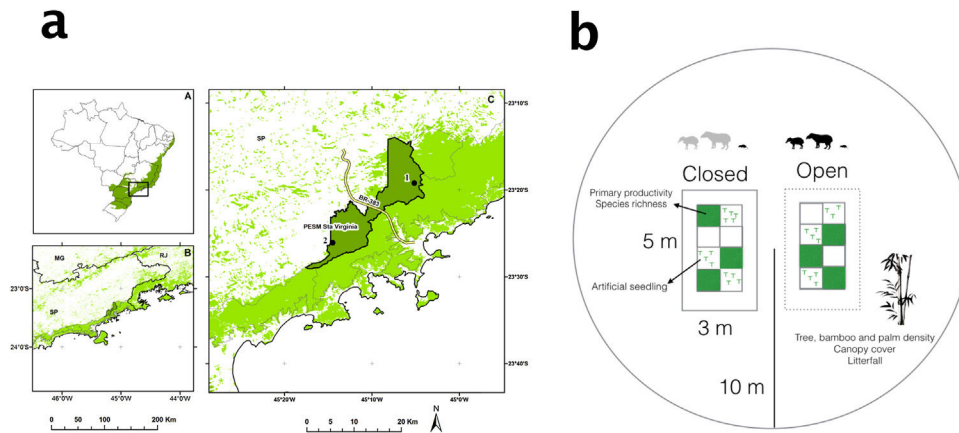 a
A
B
MG
RJ
SP
23°0'S
24°0'S
46°0'W
45°0'W
44°0'W
0
50
100
200 Km
C
SP
1
BR-383
PESM Sta Virginia
2
23°10'S
23°20'S
23°30'S
23°40'S
45°20'W
45°10'W
45°0'W
0
5
10
20 Km
N
b
Closed
Open
Primary productivity
Species richness
5 m
Artificial seedling
3 m
Tree, bamboo and palm density
Canopy cover
Litterfall
10 m
T T T
T T T
T T T
T T T
T T T
T T T
T T T
T T T